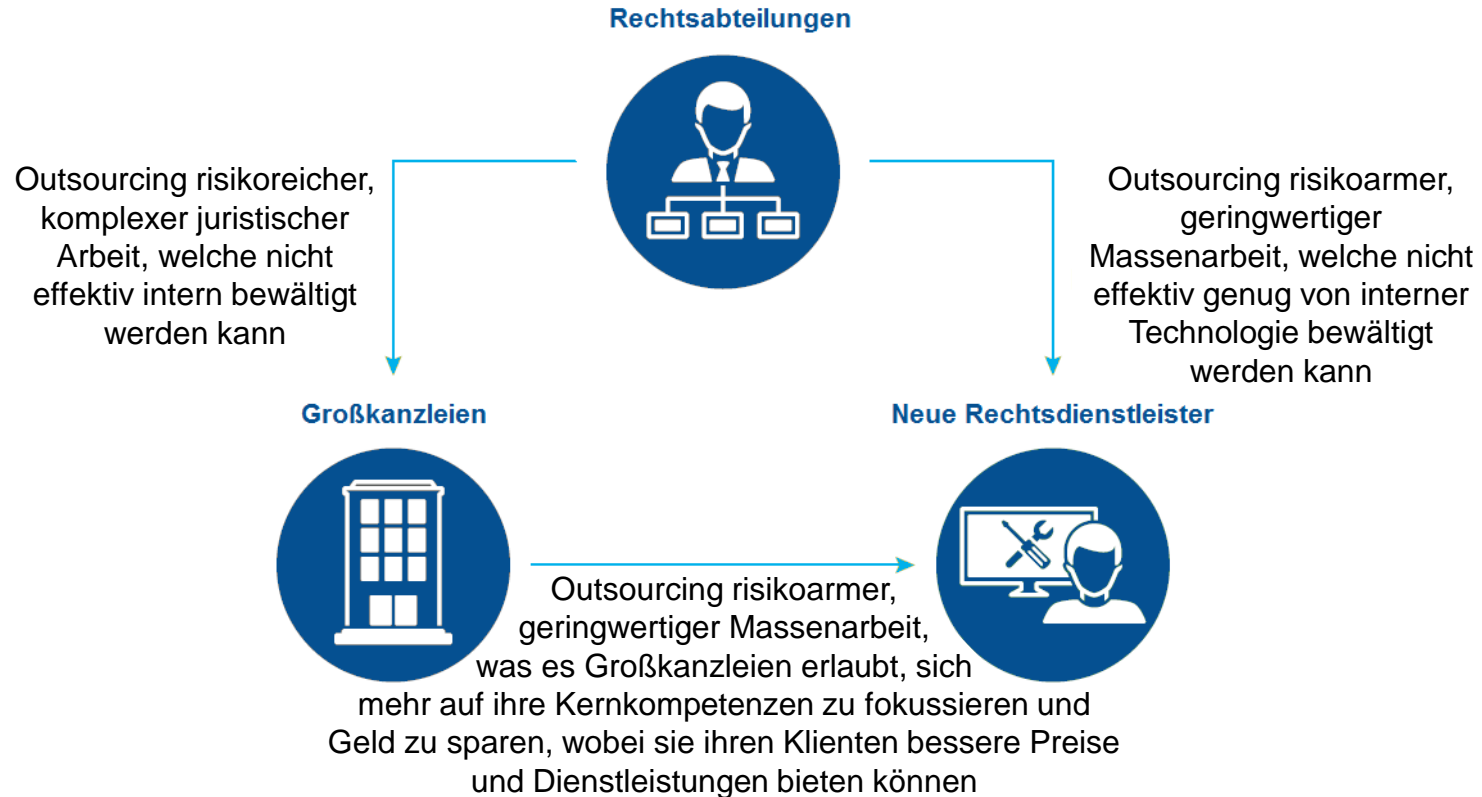 Rechtsabteilungen
Outsourcing risikoreicher,
komplexer juristischer
Arbeit, welche nicht
effektiv intern bewältigt
werden kann
Outsourcing risikoarmer,
geringwertiger
Massenarbeit, welche nicht
effektiv genug von interner
Technologie bewältigt
werden kann
Großkanzleien
Neue Rechtsdienstleister
Outsourcing risikoarmer,
geringwertiger Massenarbeit,
was es Großkanzleien erlaubt, sich
mehr auf ihre Kernkompetenzen zu fokussieren und
Geld zu sparen, wobei sie ihren Klienten bessere Preise
und Dienstleistungen bieten können